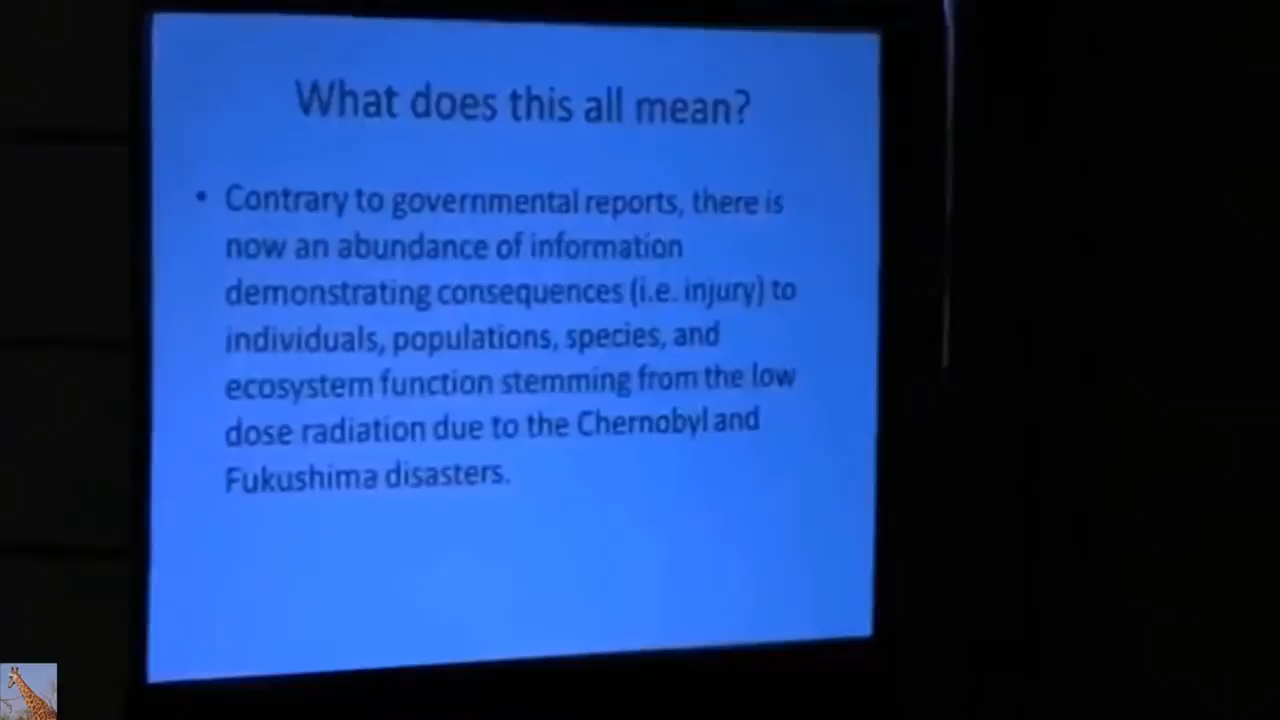 What does this all mean?
• Contrary to governmental reports, there is
now an abundance of information
demonstrating consequences (i.e. injury) to
individuals, populations, species, and
ecosystem function stemming from the low
dose radiation due to the Chernobyl and
Fukushima disasters.